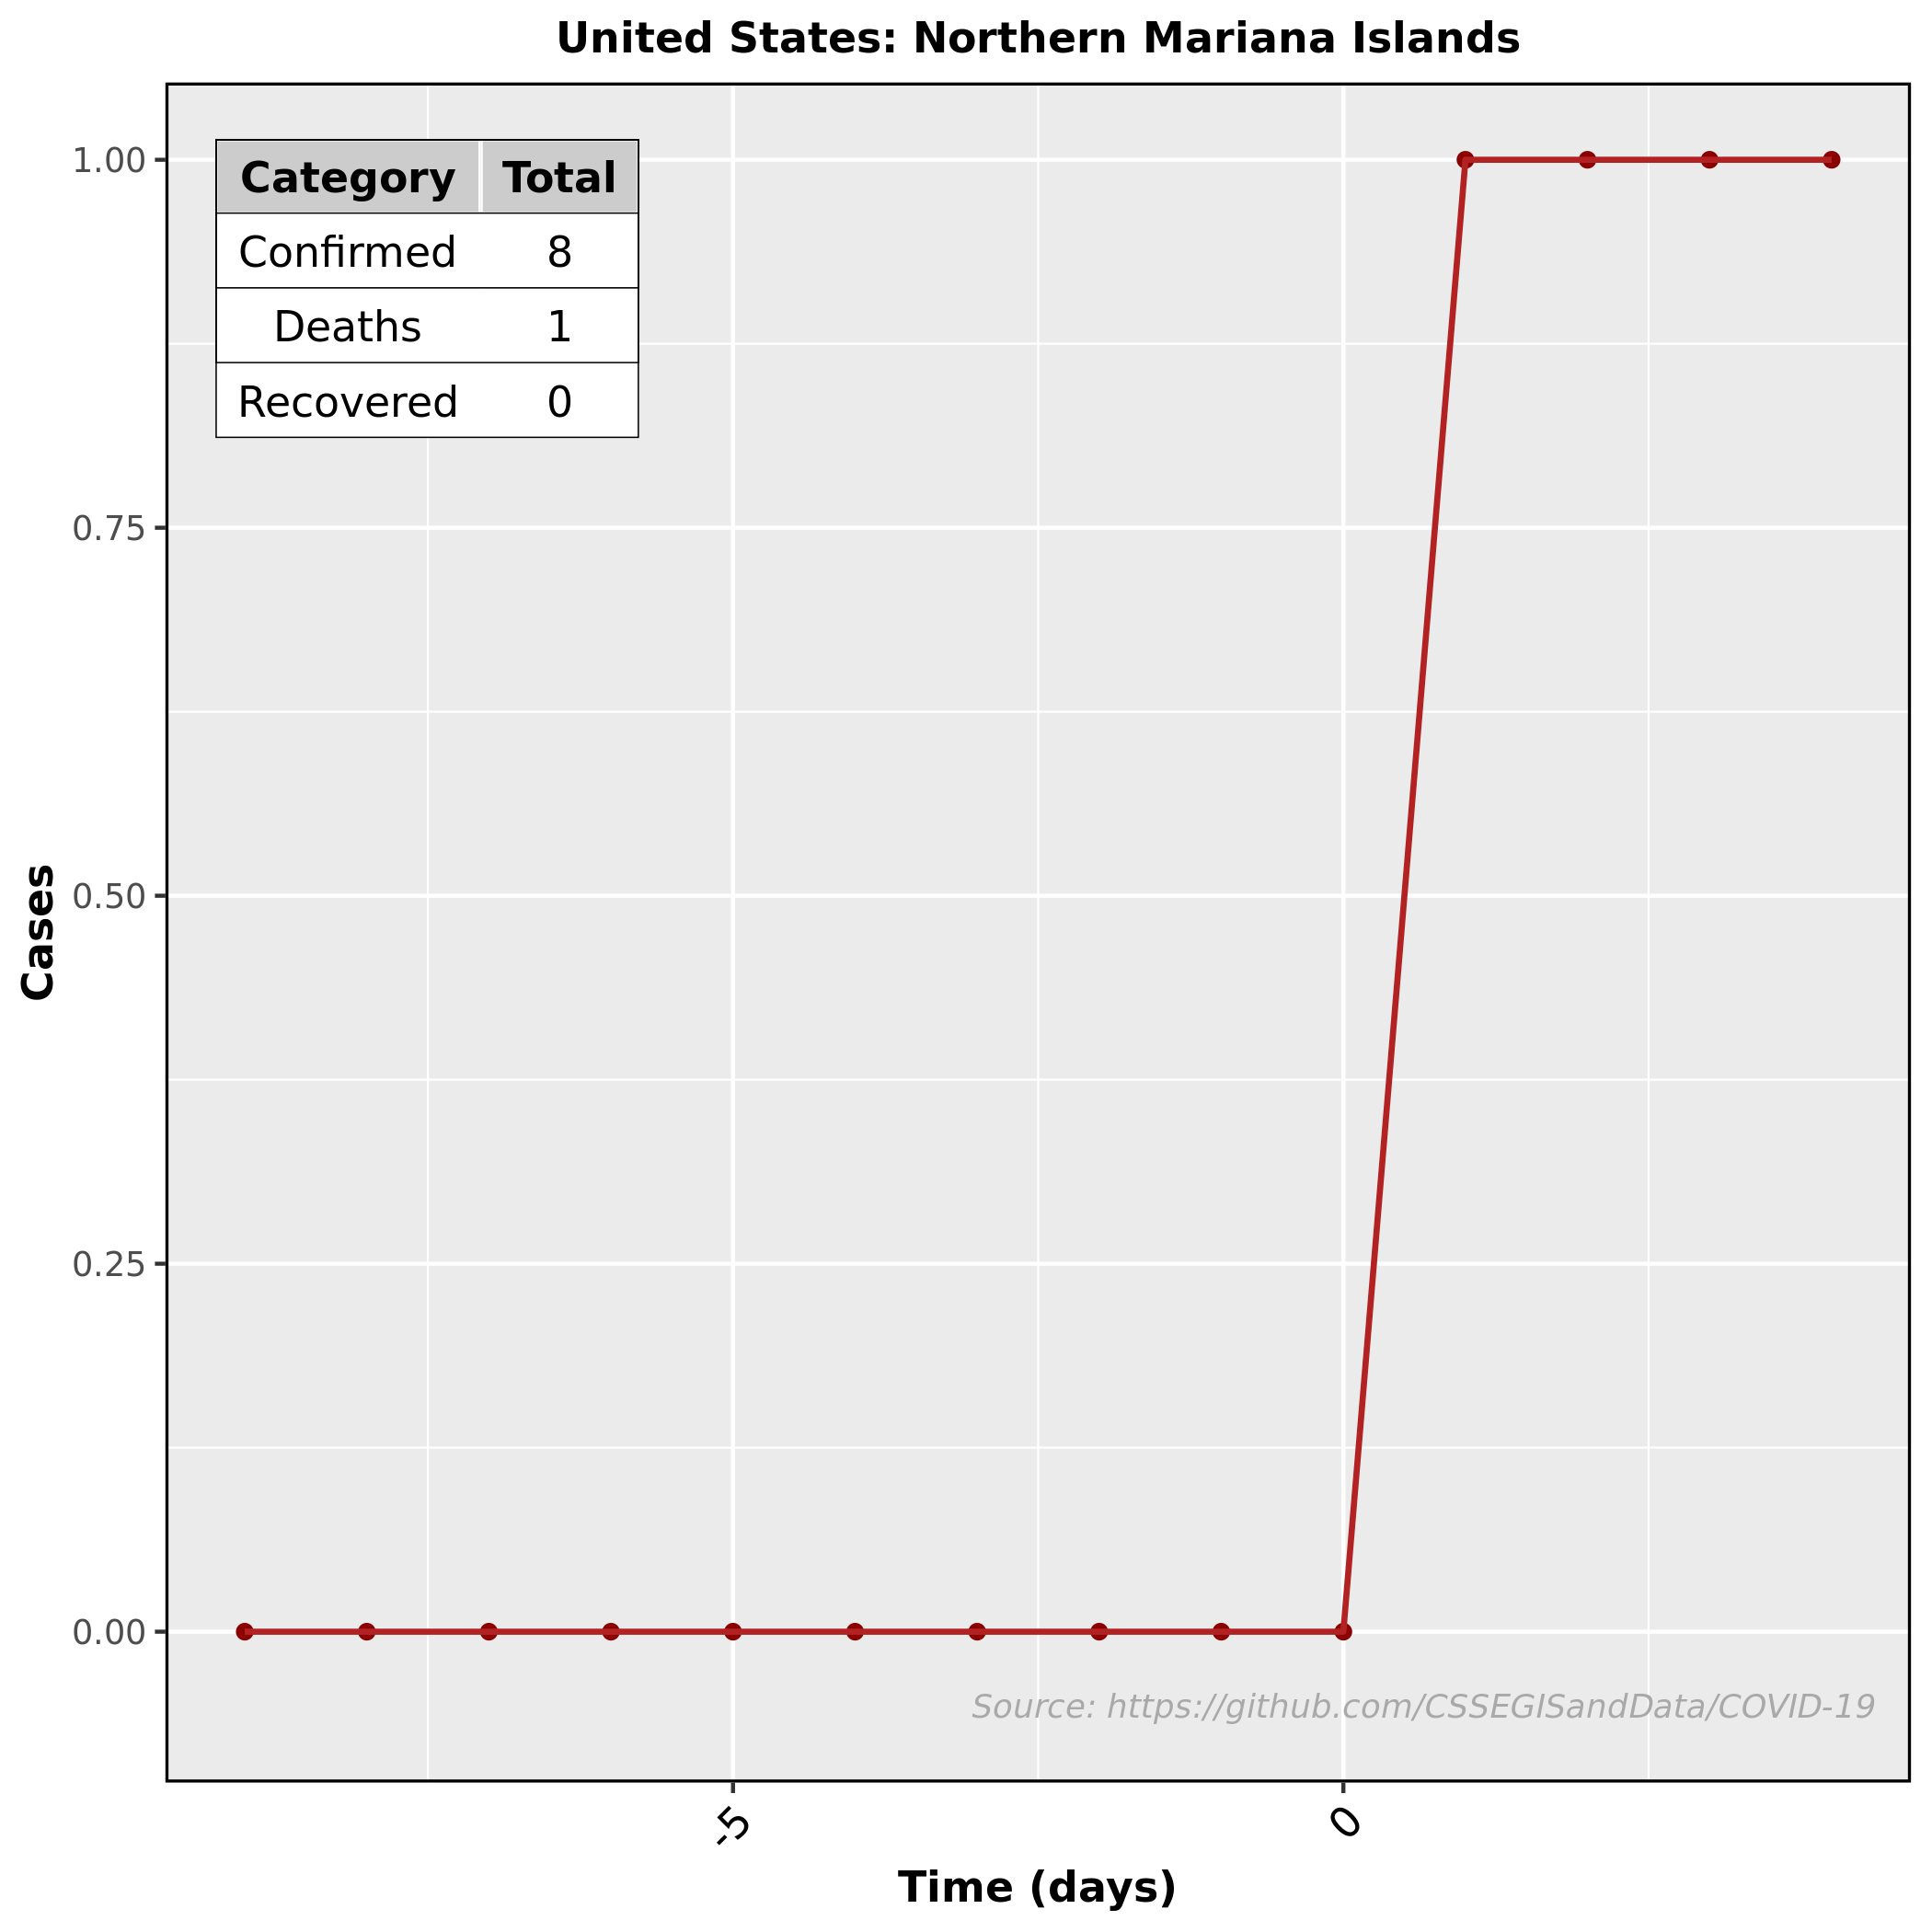 United States: Northern Mariana Islands
Category Total
Confirmed 8
Deaths 1
Recovered 0
1.00
0.75
0.50
0.25
0.00
Cases
Source: https://github.com/CSSEGISandData/COVID-19
-5 0
Time (days)